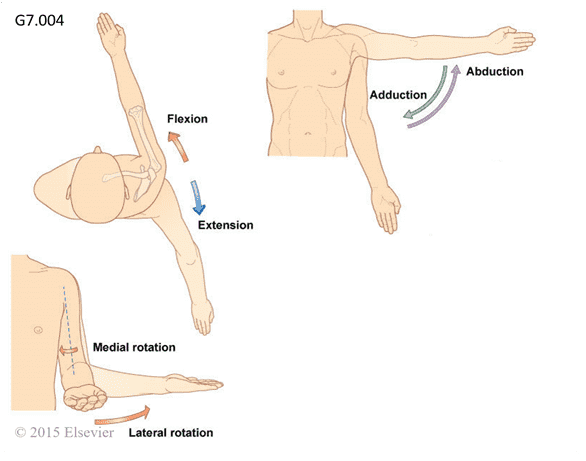 G7.004
Flexion
Extension
Abduction
Adduction
Medial rotation
Lateral rotation
© 2015 Elsevier